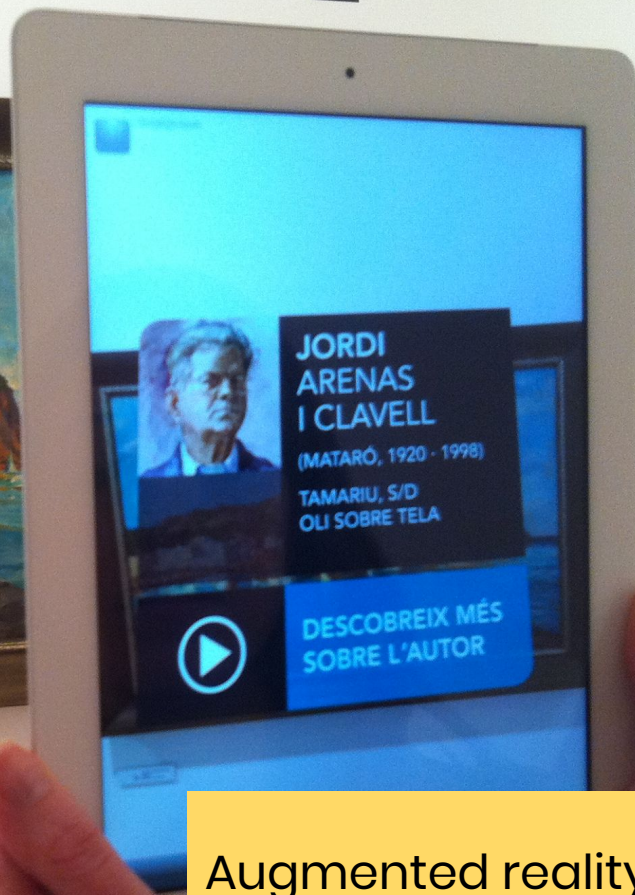 JORDI
ARENAS
I CLAVELL
(MATARÓ, 1920 - 1998)
TAMARIU, S/D
OLI SOBRE TELA
DESCOBREIX MÉS
SOBRE L'AUTOR
Augmented reality